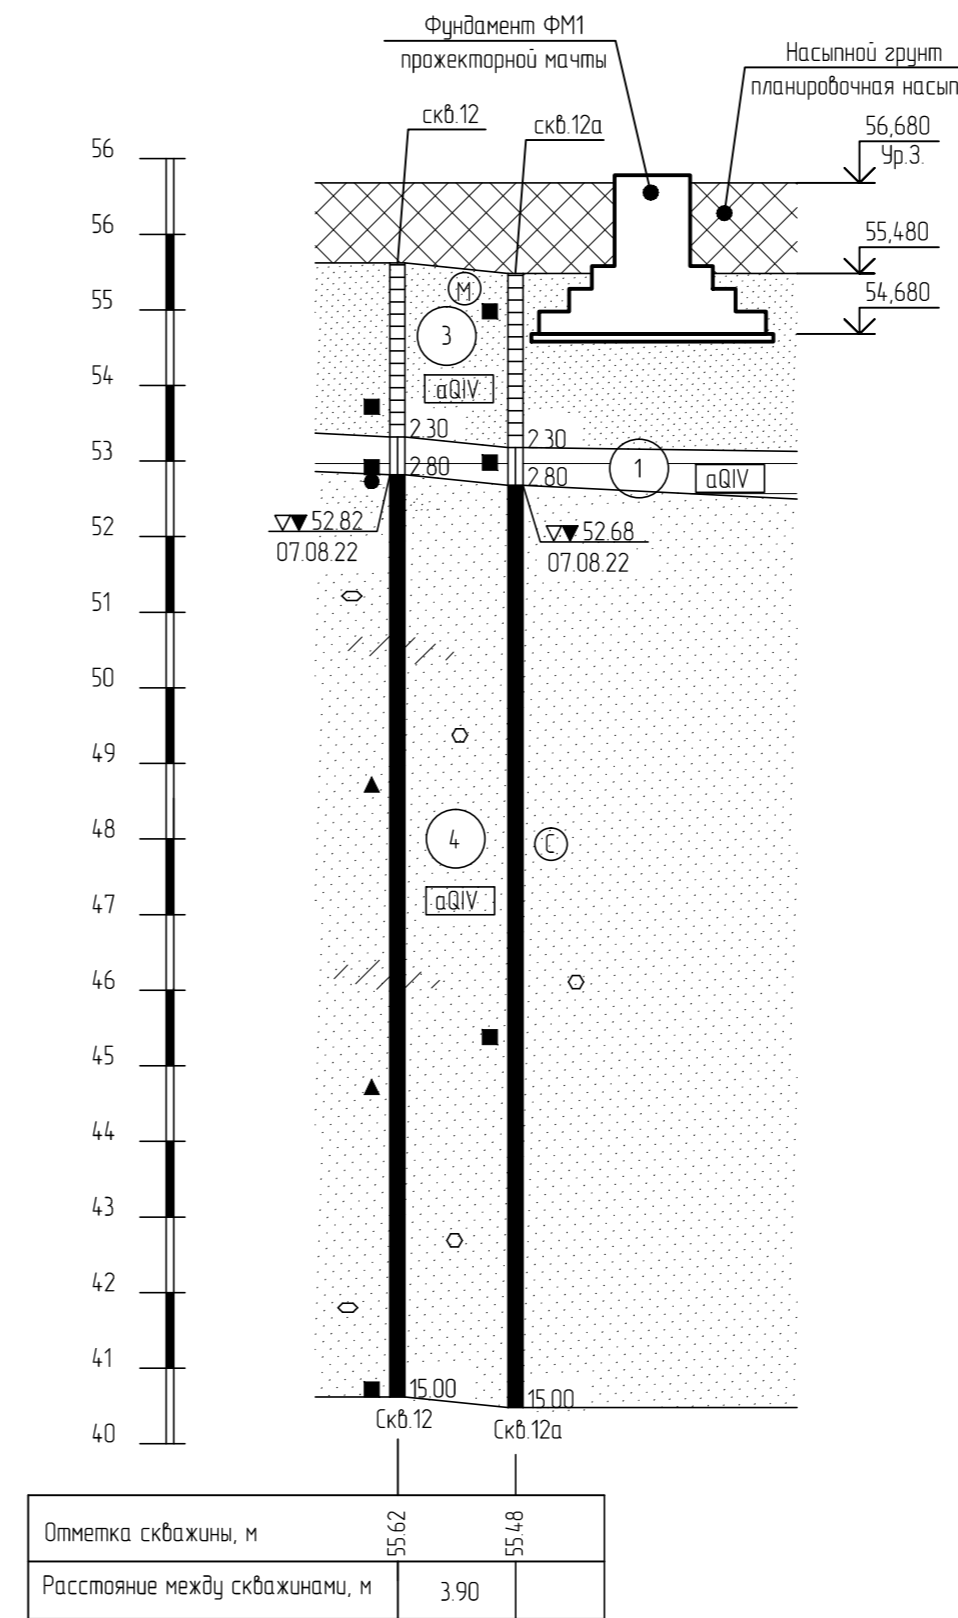 Фундамент ФМ1
прожекторной мачты
Насыпной грунт
планировочная насып
скв.12
скв.12а
56,680
Ур.З.
55,480
54,680
56
56
55
54
53
52
51
50
49
48
47
46
45
44
43
42
41
40
М
3
аQIV
2.30
2.30
1
аQIV
2.80
2.80
52.82
07.08.22
52.68
07.08.22
4
С
аQIV
15.00
15.00
Скв.12
Скв.12а
Отметка скважины, м
55.62
55.48
Расстояние между скважинами, м
3.90